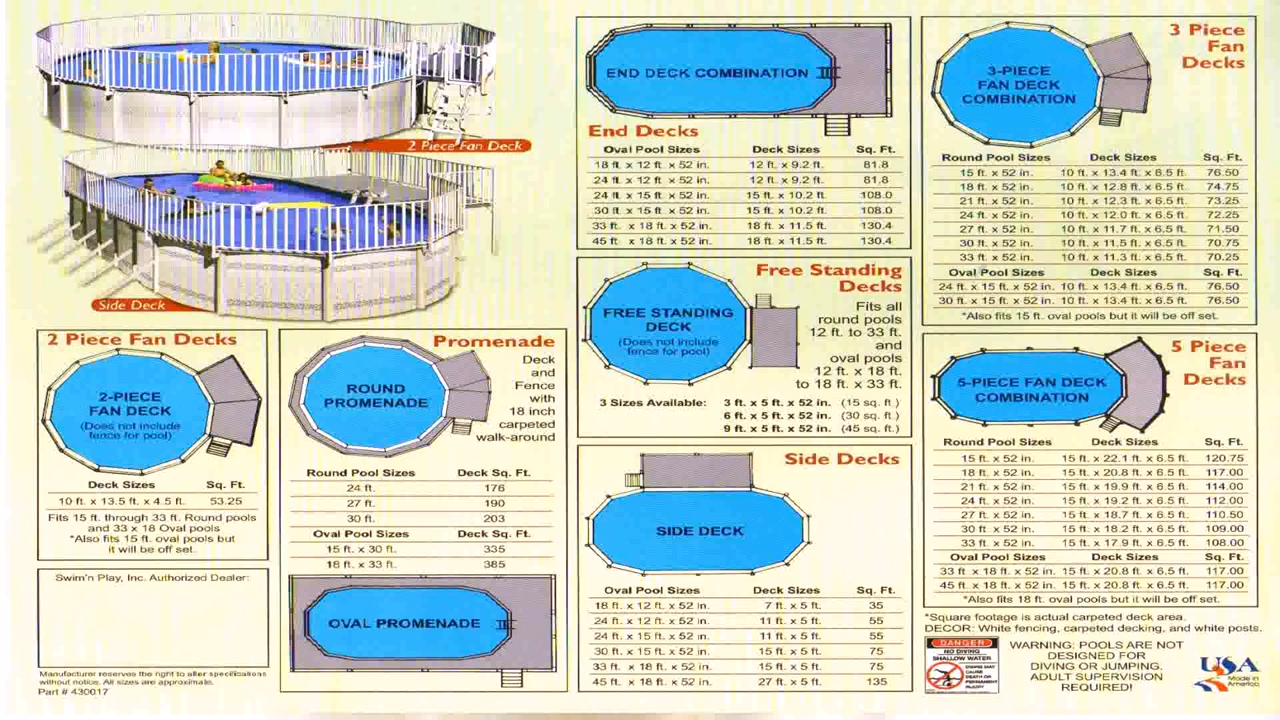 2 Piece Fan Deck
Side Deck
2 Piece Fan Decks
2-PIECE
FAN DECK
(Does not include
fence for pool)
Deck Sizes Sq. Ft.
10 ft. x 13.5 ft. x 4.5 ft. 53.25
Fits 15 ft. through 33 ft. Round pools
and 33 x 18 Oval pools
*Also fits 15 ft. oval pools but
it will be off set.
Swim'n Play, Inc. Authorized Dealer:
Manufacturer reserves the right to alter specifications
without notice. All sizes are approximate.
Part # 430017
Promenade
Deck
and
Fence
with
18 inch
carpeted
walk-around
ROUND
PROMENADE
Round Pool Sizes Deck Sq. Ft.
24 ft. 176
27 ft. 190
30 ft. 203
Oval Pool Sizes Deck Sq. Ft.
15 ft. x 30 ft. 335
18 ft. x 33 ft. 385
OVAL PROMENADE
END DECK COMBINATION
End Decks
Oval Pool Sizes Deck Sizes Sq. Ft.
18 ft. x 12 ft. x 52 in. 12 ft. x 9.2 ft. 81.8
24 ft. x 12 ft. x 52 in. 12 ft. x 9.2 ft. 81.8
24 ft. x 15 ft. x 52 in. 15 ft. x 10.2 ft. 108.0
30 ft. x 15 ft. x 52 in. 15 ft. x 10.2 ft. 108.0
33 ft. x 18 ft. x 52 in. 18 ft. x 11.5 ft. 130.4
45 ft. x 18 ft. x 52 in. 18 ft. x 11.5 ft. 130.4
Free Standing
Decks
FREE STANDING
DECK
(Does not include
fence for pool)
Fits all
round pools
12 ft. to 33 ft.
and
oval pools
12 ft. x 18 ft.
to 18 ft. x 33 ft.
3 Sizes Available: 3 ft. x 5 ft. x 52 in. (15 sq. ft.)
6 ft. x 5 ft. x 52 in. (30 sq. ft.)
9 ft. x 5 ft. x 52 in. (45 sq. ft.)
Side Decks
SIDE DECK
Oval Pool Sizes Deck Sizes Sq. Ft.
18 ft. x 12 ft. x 52 in. 7 ft. x 5 ft. 35
24 ft. x 12 ft. x 52 in. 11 ft. x 5 ft. 55
24 ft. x 15 ft. x 52 in. 11 ft. x 5 ft. 55
30 ft. x 15 ft. x 52 in. 15 ft. x 5 ft. 75
33 ft. x 18 ft. x 52 in. 15 ft. x 5 ft. 75
45 ft. x 18 ft. x 52 in. 27 ft. x 5 ft. 135
3 Piece
Fan
Decks
3-PIECE
FAN DECK
COMBINATION
Round Pool Sizes Deck Sizes Sq. Ft.
15 ft. x 52 in. 10 ft. x 13.4 ft. x 6.5 ft. 76.50
18 ft. x 52 in. 10 ft. x 12.8 ft. x 6.5 ft. 74.75
21 ft. x 52 in. 10 ft. x 12.3 ft. x 6.5 ft. 73.25
24 ft. x 52 in. 10 ft. x 12.0 ft. x 6.5 ft. 72.25
27 ft. x 52 in. 10 ft. x 11.7 ft. x 6.5 ft. 71.50
30 ft. x 52 in. 10 ft. x 11.5 ft. x 6.5 ft. 70.75
33 ft. x 52 in. 10 ft. x 11.3 ft. x 6.5 ft. 70.25
Oval Pool Sizes Deck Sizes Sq. Ft.
24 ft. x 15 ft. x 52 in. 10 ft. x 13.4 ft. x 6.5 ft. 76.50
30 ft. x 15 ft. x 52 in. 10 ft. x 13.4 ft. x 6.5 ft. 76.50
*Also fits 15 ft. oval pools but it will be off set.
5 Piece
Fan
Decks
5-PIECE FAN DECK
COMBINATION
Round Pool Sizes Deck Sizes Sq. Ft.
15 ft. x 52 in. 15 ft. x 22.1 ft. x 6.5 ft. 120.75
18 ft. x 52 in. 15 ft. x 20.8 ft. x 6.5 ft. 117.00
21 ft. x 52 in. 15 ft. x 19.9 ft. x 6.5 ft. 114.00
24 ft. x 52 in. 15 ft. x 19.2 ft. x 6.5 ft. 112.00
27 ft. x 52 in. 15 ft. x 18.7 ft. x 6.5 ft. 110.50
30 ft. x 52 in. 15 ft. x 18.2 ft. x 6.5 ft. 109.00
33 ft. x 52 in. 15 ft. x 17.9 ft. x 6.5 ft. 108.00
Oval Pool Sizes Deck Sizes Sq. Ft.
33 ft. x 18 ft. x 52 in. 15 ft. x 20.8 ft. x 6.5 ft. 117.00
45 ft. x 18 ft. x 52 in. 15 ft. x 20.8 ft. x 6.5 ft. 117.00
*Also fits 18 ft. oval pools but it will be off set.
*Square footage is actual carpeted deck area.
DECOR: White fencing, carpeted decking, and white posts.
DANGER
NO DIVING
SHALLOW WATER
DIVING MAY
CAUSE
DEATH OR
PERMANENT
INJURY
WARNING: POOLS ARE NOT
DESIGNED FOR
DIVING OR JUMPING.
ADULT SUPERVISION
REQUIRED!
USA
Made in
America